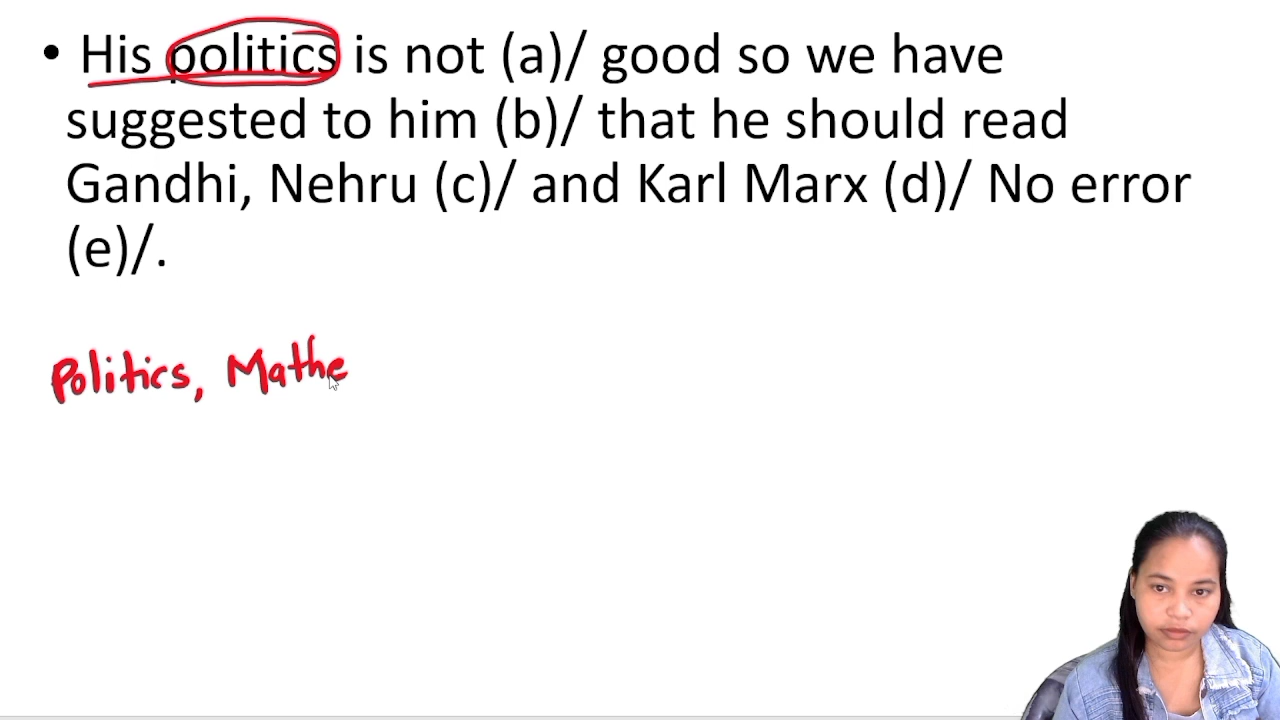 • His politics is not (a)/ good so we have
suggested to him (b)/ that he should read
Gandhi, Nehru (c)/ and Karl Marx (d)/ No error
(e)/.
Politics, Mathe